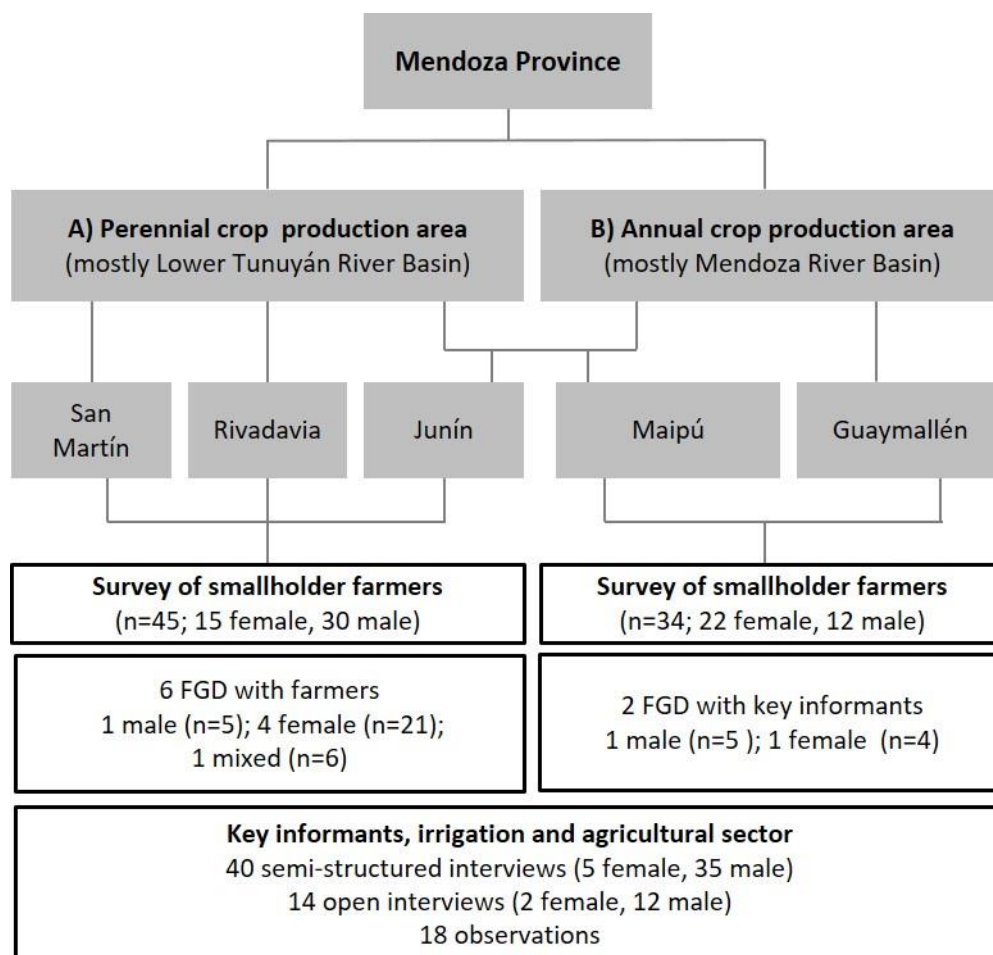 Mendoza Province
A) Perennial crop production area
(mostly Lower Tunuyán River Basin)
B) Annual crop production area
(mostly Mendoza River Basin)
San
Martín
Rivadavia
Junín
Maipú
Guaymallén
Survey of smallholder farmers
(n=45; 15 female, 30 male)
Survey of smallholder farmers
(n=34; 22 female, 12 male)
6 FGD with farmers
1 male (n=5); 4 female (n=21);
1 mixed (n=6)
2 FGD with key informants
1 male (n=5 ); 1 female (n=4)
Key informants, irrigation and agricultural sector
40 semi-structured interviews (5 female, 35 male)
14 open interviews (2 female, 12 male)
18 observations